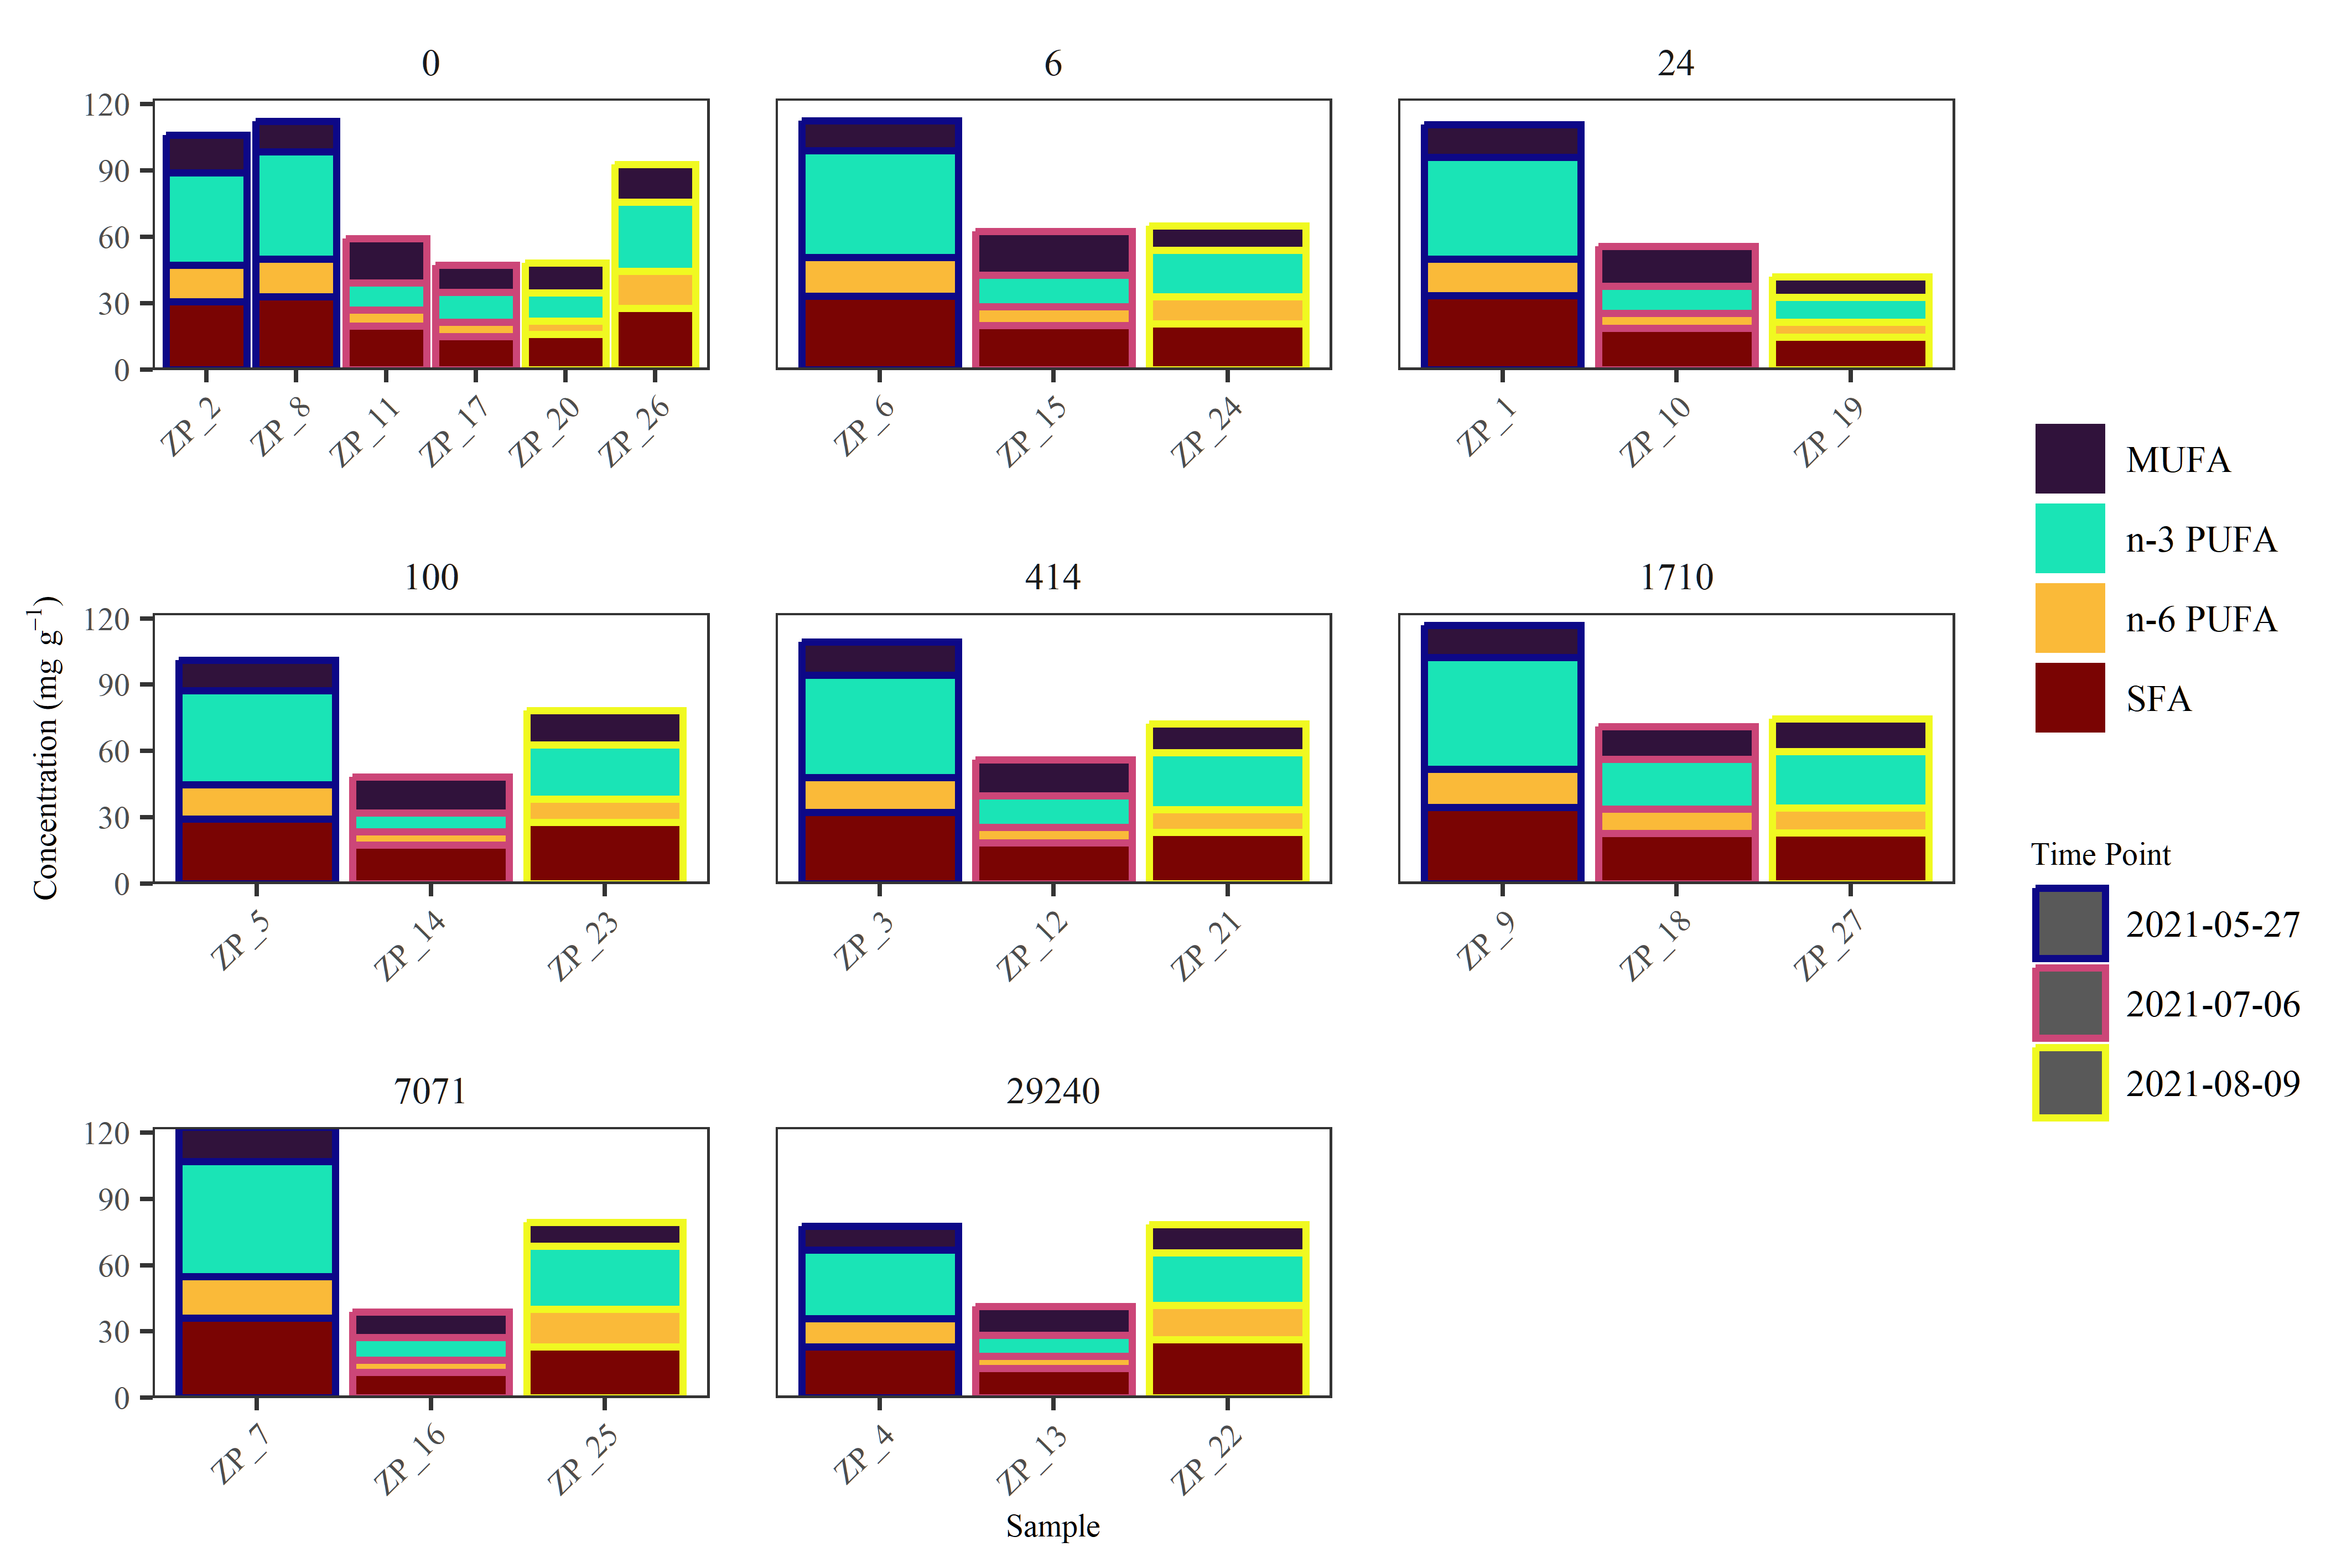 0
6
24
120
90
60
30
0
ZP_2
ZP_8
ZP_11
ZP_17
ZP_20
ZP_26
ZP_6
ZP_15
ZP_24
ZP_1
ZP_10
ZP_19
100
414
1710
120
90
60
30
0
ZP_5
ZP_14
ZP_23
ZP_3
ZP_12
ZP_21
ZP_9
ZP_18
ZP_27
7071
29240
120
90
60
30
0
ZP_7
ZP_16
ZP_25
ZP_4
ZP_13
ZP_22
Concentration (mg g⁻¹)
Sample
MUFA
n-3 PUFA
n-6 PUFA
SFA
Time Point
2021-05-27
2021-07-06
2021-08-09